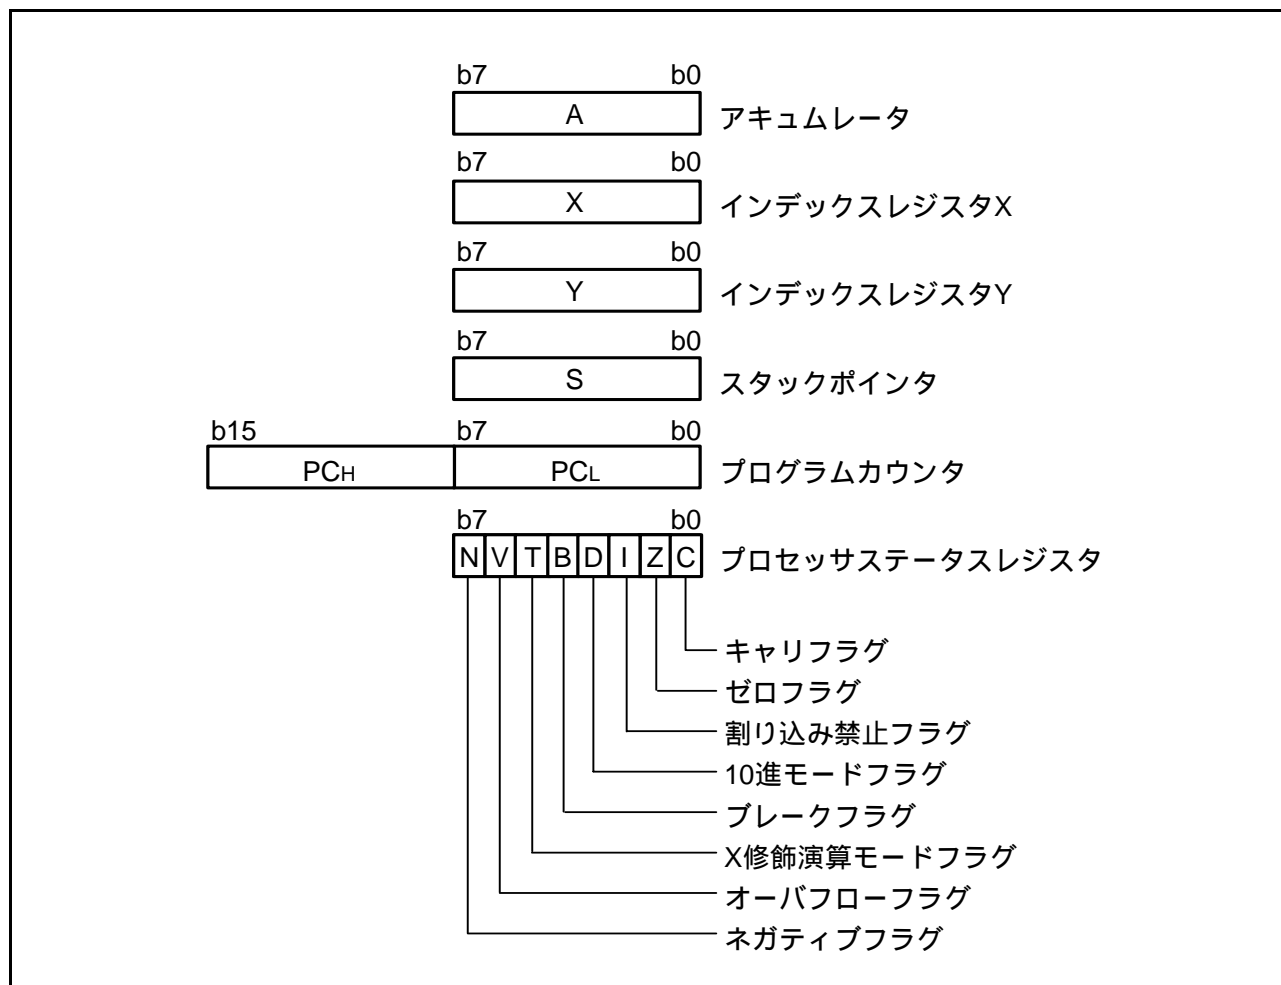 b7 b0
A アキュムレータ
b7 b0
X インデックスレジスタX
b7 b0
Y インデックスレジスタY
b7 b0
S スタックポインタ
b15 b7 b0
PCH PCL プログラムカウンタ
b7 b0
N V T B D I Z C プロセッサステータスレジスタ
キャリフラグ
ゼロフラグ
割り込み禁止フラグ
10進モードフラグ
ブレークフラグ
X修飾演算モードフラグ
オーバフローフラグ
ネガティブフラグ